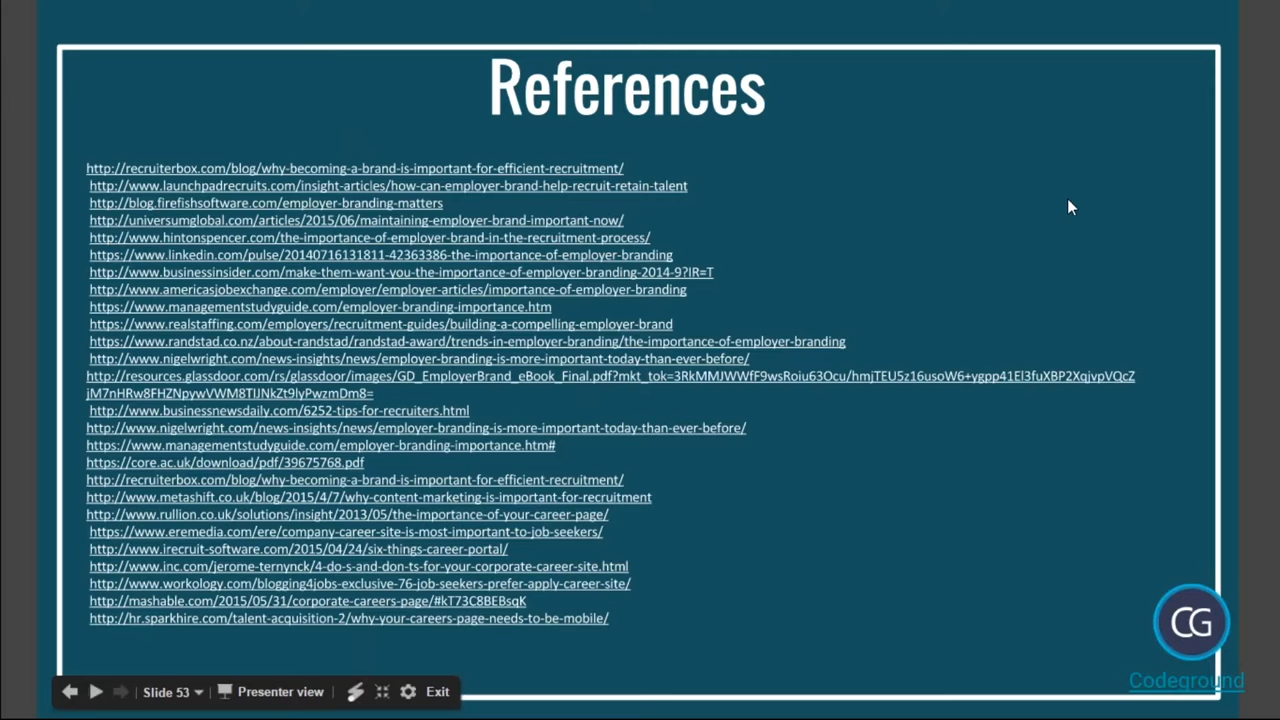 References
http://recruiterbox.com/blog/why-becoming-a-brand-is-important-for-efficient-recruitment/
http://www.launchpadrecruits.com/insight-articles/how-can-employer-brand-help-recruit-retain-talent
http://blog.firefishsoftware.com/employer-branding-matters
http://universumglobal.com/articles/2015/06/maintaining-employer-brand-important-now/
http://www.hintonspencer.com/the-importance-of-employer-brand-in-the-recruitment-process/
https://www.linkedin.com/pulse/20140716131811-42363386-the-importance-of-employer-branding
http://www.businessinsider.com/make-them-want-you-the-importance-of-employer-branding-2014-9?IR=T
http://www.americasjobexchange.com/employer/employer-articles/importance-of-employer-branding
https://www.managementstudyguide.com/employer-branding-importance.htm
https://www.realstaffing.com/employers/recruitment-guides/building-a-compelling-employer-brand
https://www.randstad.co.nz/about-randstad/randstad-award/trends-in-employer-branding/the-importance-of-employer-branding
http://www.nigelwright.com/news-insights/news/employer-branding-is-more-important-today-than-ever-before/
http://resources.glassdoor.com/rs/glassdoor/images/GD_EmployerBrand_eBook_Final.pdf?mkt_tok=3RkMMJWWfF9wsRoiu63Ocu/hmjTEU5z16usoW6+ygpp41El3fuXBP2XqjvpVQcZ
jM7nHRw8FHZNpywVWM8TIJNkZt9lyPwzmDm8=
http://www.businessnewsdaily.com/6252-tips-for-recruiters.html
http://www.nigelwright.com/news-insights/news/employer-branding-is-more-important-today-than-ever-before/
https://www.managementstudyguide.com/employer-branding-importance.htm#
https://core.ac.uk/download/pdf/39675768.pdf
http://recruiterbox.com/blog/why-becoming-a-brand-is-important-for-efficient-recruitment/
http://www.metashift.co.uk/blog/2015/4/7/why-content-marketing-is-important-for-recruitment
http://www.rullion.co.uk/solutions/insight/2013/05/the-importance-of-your-career-page/
https://www.eremedia.com/ere/company-career-site-is-most-important-to-job-seekers/
http://www.irecruit-software.com/2015/04/24/six-things-career-portal/
http://www.inc.com/jerome-ternynck/4-do-s-and-don-ts-for-your-corporate-career-site.html
http://www.workology.com/blogging4jobs-exclusive-76-job-seekers-prefer-apply-career-site/
http://mashable.com/2015/05/31/corporate-careers-page/#kT73C8BEBsqK
http://hr.sparkhire.com/talent-acquisition-2/why-your-careers-page-needs-to-be-mobile/
CG
Codeground
Slide 53 Presenter view Exit